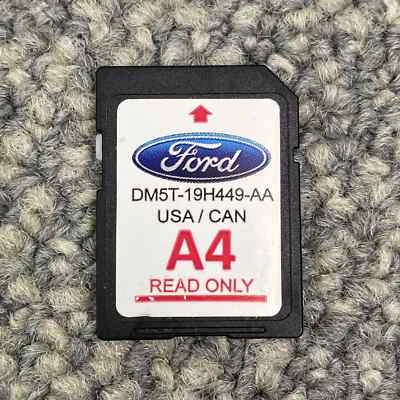 Ford
DM5T-19H449-AA
USA / CAN
A4
READ ONLY